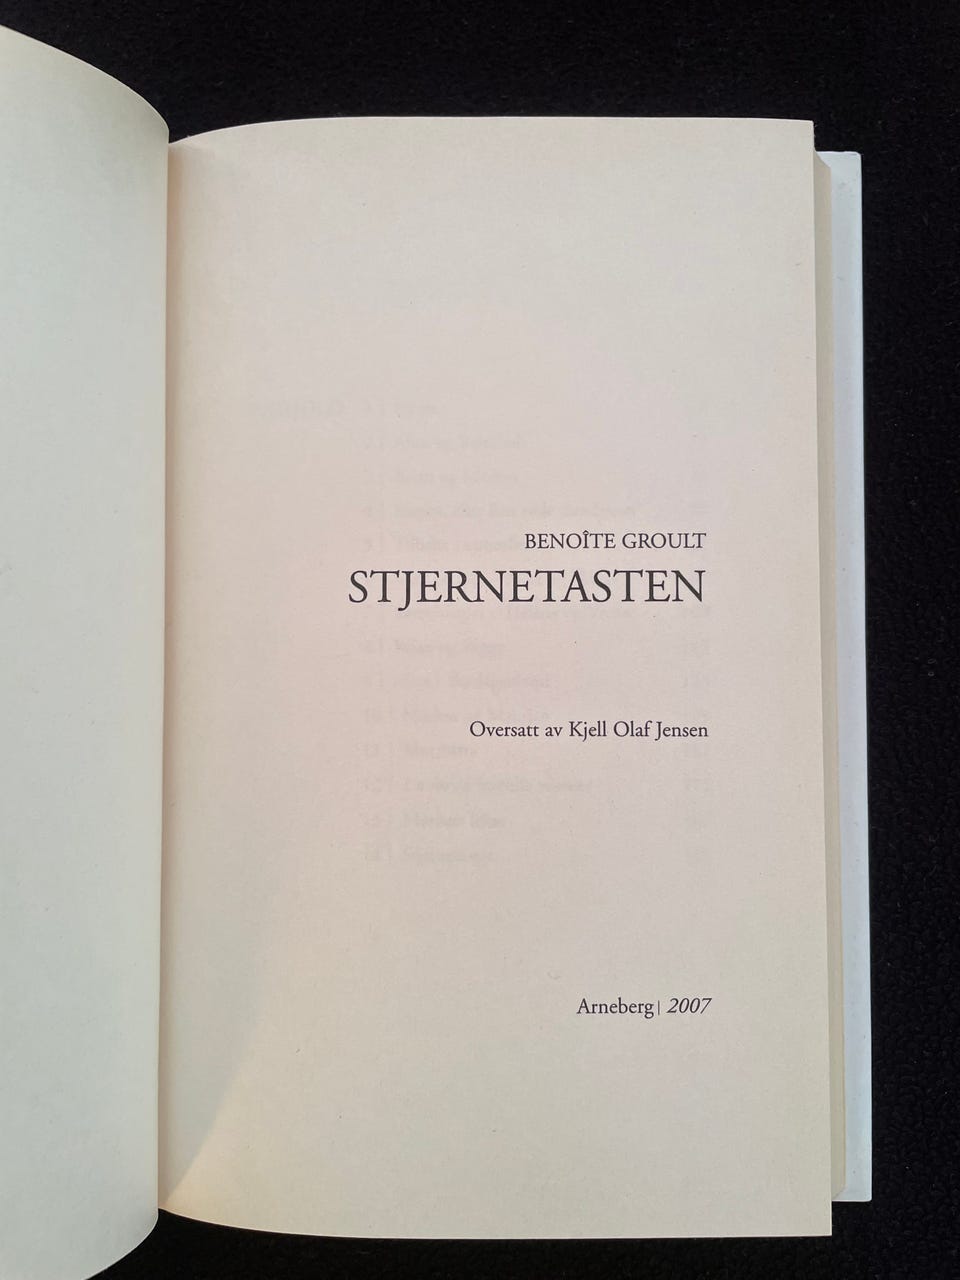 BENOÎTE GROULT
STJERNETASTEN
Oversatt av Kjell Olaf Jensen
Arneberg | 2007